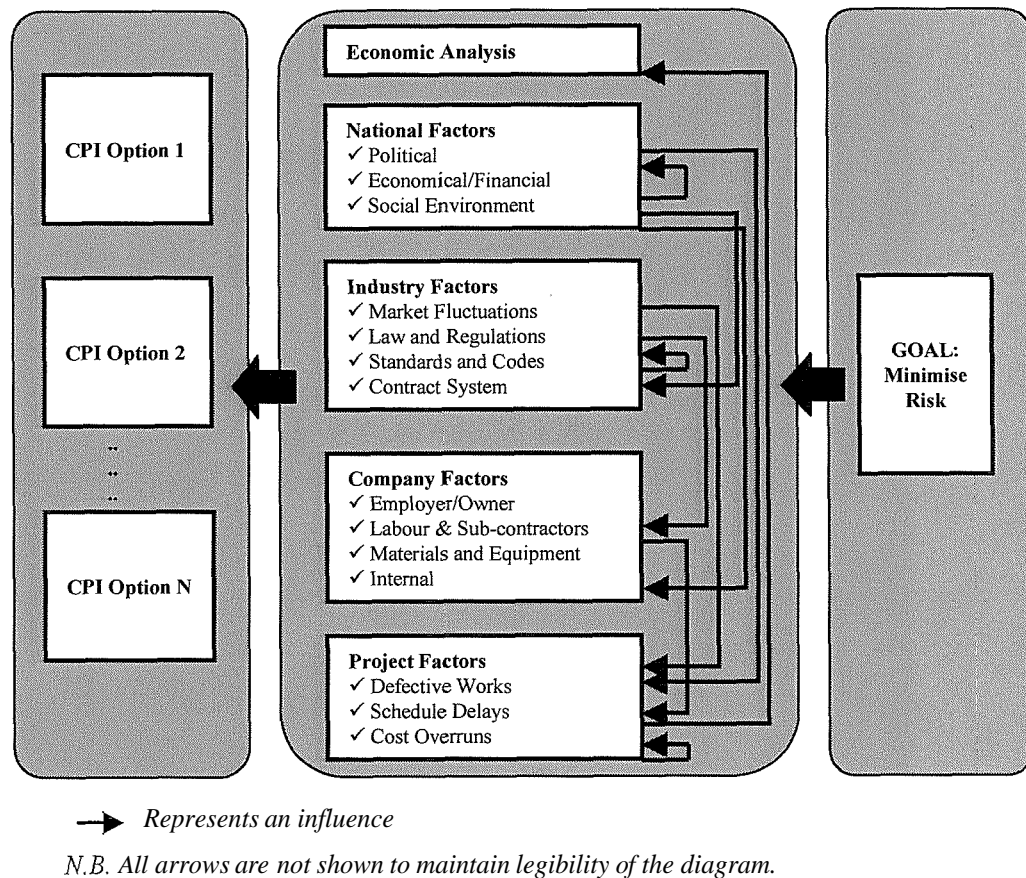 CPI Option 1
CPI Option 2
CPI Option N
Economic Analysis
National Factors
✓ Political
✓ Economical/Financial
✓ Social Environment
Industry Factors
✓ Market Fluctuations
✓ Law and Regulations
✓ Standards and Codes
✓ Contract System
Company Factors
✓ Employer/Owner
✓ Labour & Sub-contractors
✓ Materials and Equipment
✓ Internal
Project Factors
✓ Defective Works
✓ Schedule Delays
✓ Cost Overruns
GOAL:
Minimise
Risk
Represents an influence
N.B. All arrows are not shown to maintain legibility of the diagram.